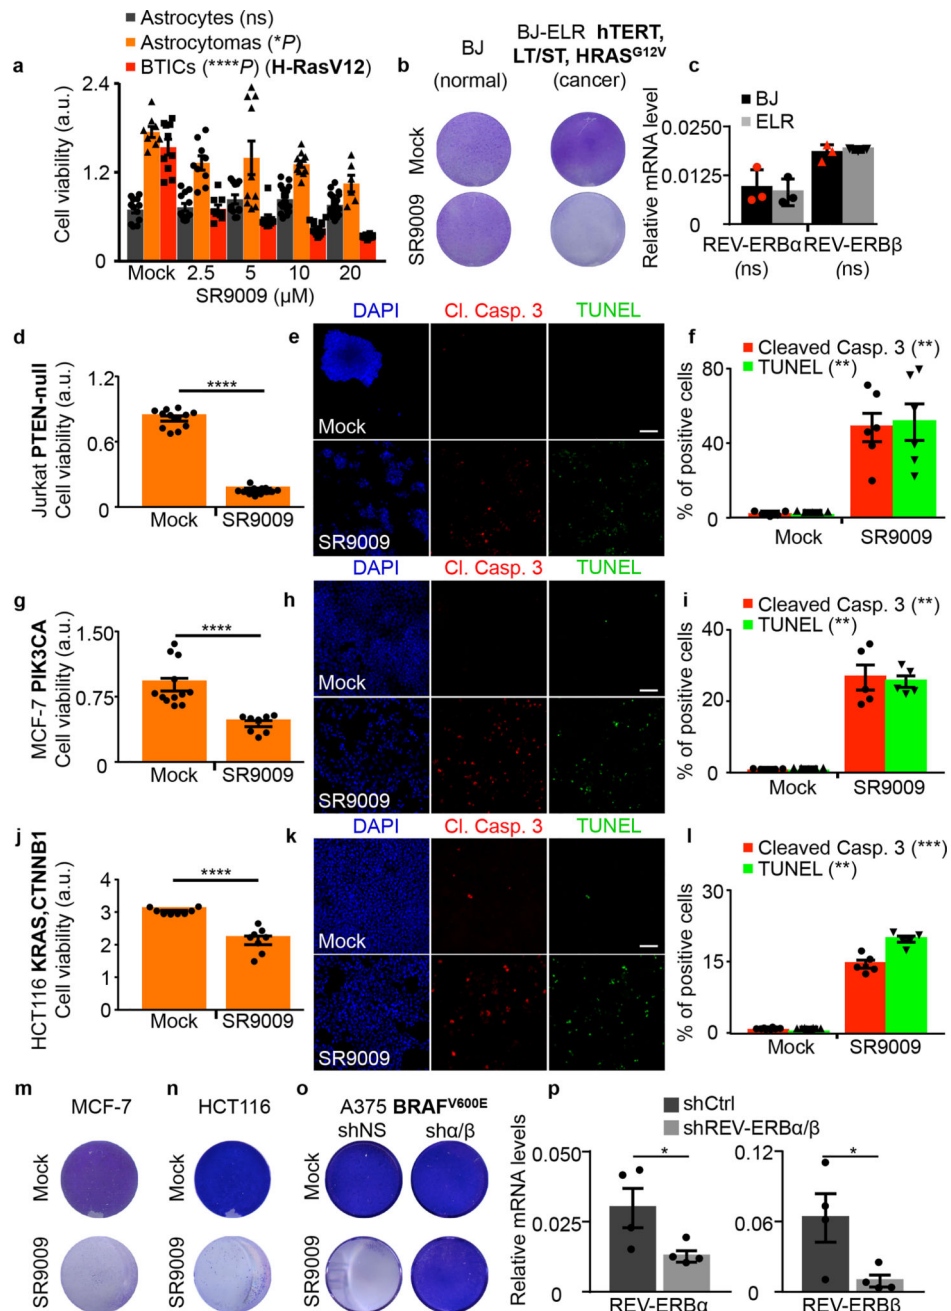 Astrocytes (ns)
Astrocytomas (*P)
BTICs (****P) (H-RasV12)
a
Cell viability (a.u.)
2.4
1.2
0
Mock 2.5 5 10 20
SR9009 (µM)
b
BJ
(normal)
BJ-ELR hTERT,
LT/ST, HRASG12V
(cancer)
Mock
SR9009
c
BJ
ELR
Relative mRNA level
0.0250
0.0125
0
REV-ERBα REV-ERBβ
(ns) (ns)
d
Jurkat PTEN-null
Cell viability (a.u.)
1.2
0.6
0
****
Mock SR9009
e
DAPI Cl. Casp. 3 TUNEL
Mock
SR9009
f
Cleaved Casp. 3 (**)
TUNEL (**)
% of positive cells
80
40
0
Mock SR9009
g
MCF-7 PIK3CA
Cell viability (a.u.)
1.50
0.75
0
****
Mock SR9009
h
DAPI Cl. Casp. 3 TUNEL
Mock
SR9009
i
Cleaved Casp. 3 (**)
TUNEL (**)
% of positive cells
40
20
0
Mock SR9009
j
HCT116 KRAS,CTNNB1
Cell viability (a.u.)
4
3
2
1
0
****
Mock SR9009
k
DAPI Cl. Casp. 3 TUNEL
Mock
SR9009
l
Cleaved Casp. 3 (***)
TUNEL (**)
% of positive cells
30
15
0
Mock SR9009
m
MCF-7
Mock
SR9009
n
HCT116
Mock
SR9009
o
A375 BRAFV600E
shNS shα/β
Mock
SR9009
p
shCtrl
shREV-ERBα/β
Relative mRNA levels
0.050
0.025
0
*
REV-ERBα
0.12
0.06
0
*
REV-ERBβ